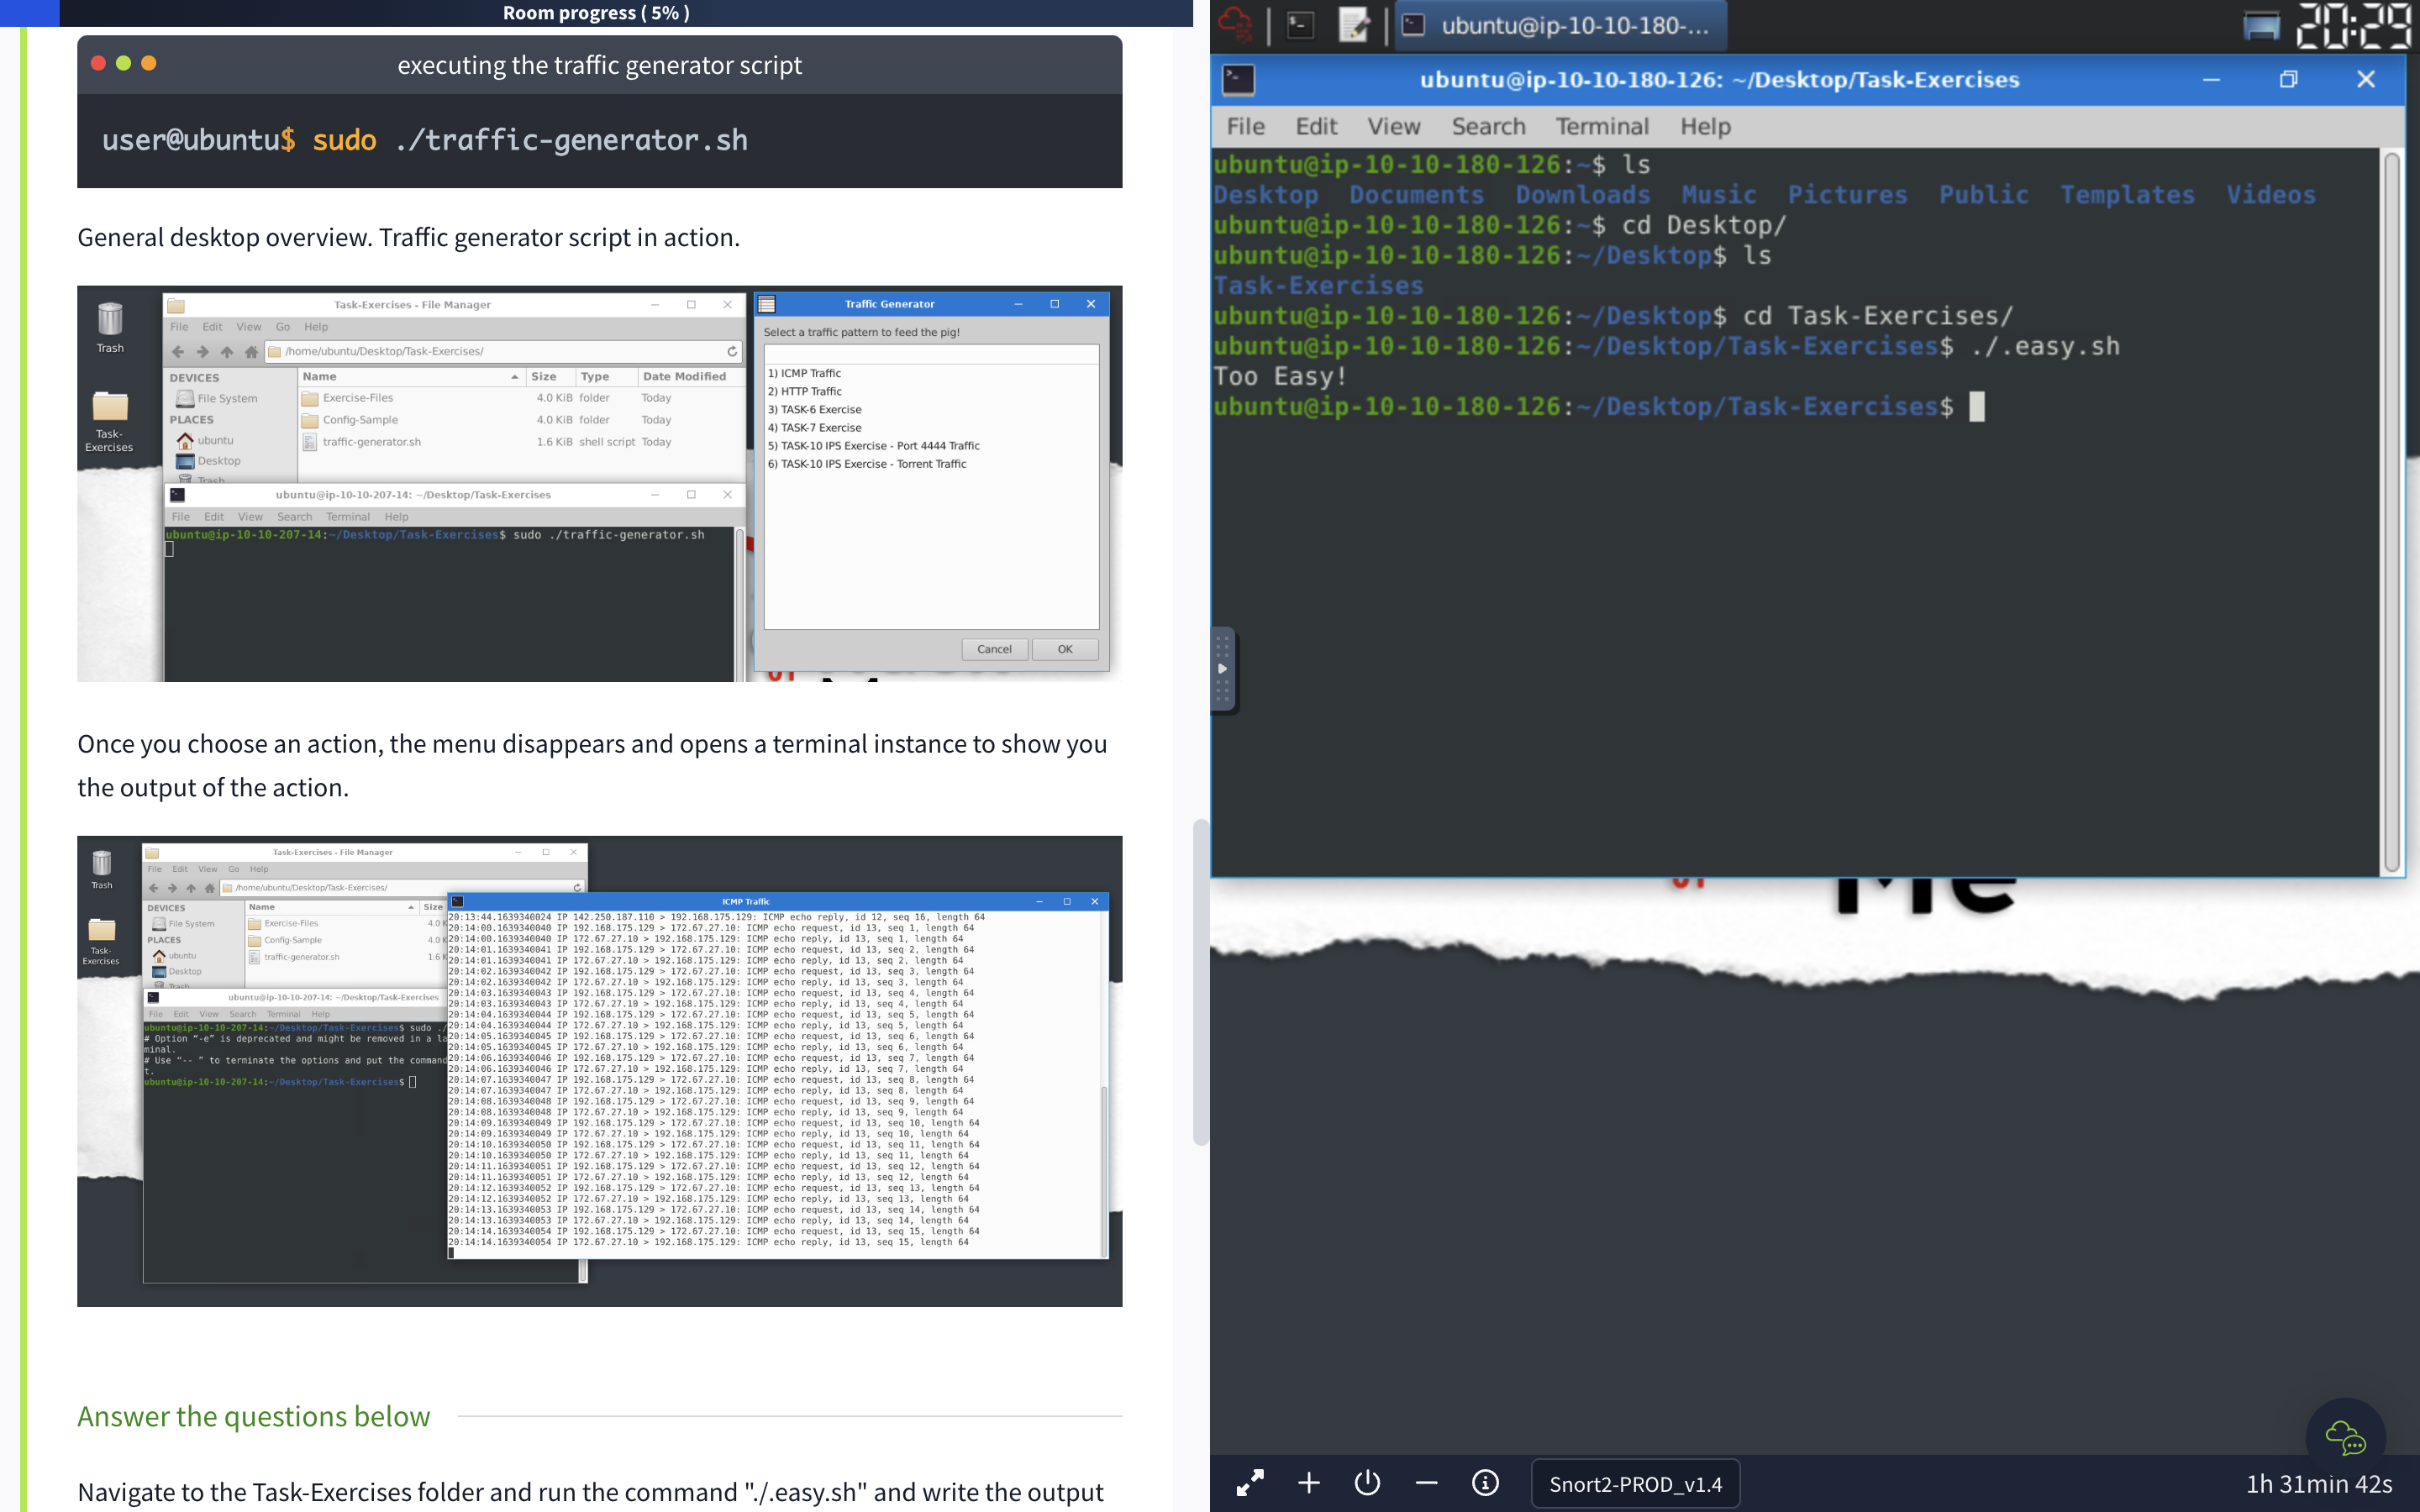 Room progress ( 5% )
executing the traffic generator script
user@ubuntu$ sudo ./traffic-generator.sh
General desktop overview. Traffic generator script in action.
Trash
Task-
Exercises
Task-Exercises - File Manager
File Edit View Go Help
/home/ubuntu/Desktop/Task-Exercises/
DEVICES
File System
PLACES
ubuntu
Desktop
Trash
Name Size Type Date Modified
Exercise-Files 4.0 KiB folder Today
Config-Sample 4.0 KiB folder Today
traffic-generator.sh 1.6 KiB shell script Today
ubuntu@ip-10-10-207-14: ~/Desktop/Task-Exercises
File Edit View Search Terminal Help
ubuntu@ip-10-10-207-14:~/Desktop/Task-Exercises$ sudo ./traffic-generator.sh
Traffic Generator
Select a traffic pattern to feed the pig!
1) ICMP Traffic
2) HTTP Traffic
3) TASK-6 Exercise
4) TASK-7 Exercise
5) TASK-10 IPS Exercise - Port 4444 Traffic
6) TASK-10 IPS Exercise - Torrent Traffic
Cancel OK
Once you choose an action, the menu disappears and opens a terminal instance to show you
the output of the action.
Trash
Task-
Exercises
Task-Exercises - File Manager
File Edit View Go Help
/home/ubuntu/Desktop/Task-Exercises/
DEVICES
File System
PLACES
ubuntu
Desktop
Trash
Name Size
Exercise-Files 4.0 K
Config-Sample 4.0 K
traffic-generator.sh 1.6 K
ubuntu@ip-10-10-207-14: ~/Desktop/Task-Exercises
File Edit View Search Terminal Help
ubuntu@ip-10-10-207-14:~/Desktop/Task-Exercises$ sudo ./
# Option "-e" is deprecated and might be removed in a la
minal.
# Use "-- " to terminate the options and put the command
t.
ubuntu@ip-10-10-207-14:~/Desktop/Task-Exercises$
ICMP Traffic
20:13:44.1639340024 IP 142.250.187.110 > 192.168.175.129: ICMP echo reply, id 12, seq 16, length 64
20:14:00.1639340040 IP 192.168.175.129 > 172.67.27.10: ICMP echo request, id 13, seq 1, length 64
20:14:00.1639340040 IP 172.67.27.10 > 192.168.175.129: ICMP echo reply, id 13, seq 1, length 64
20:14:01.1639340041 IP 192.168.175.129 > 172.67.27.10: ICMP echo request, id 13, seq 2, length 64
20:14:01.1639340041 IP 172.67.27.10 > 192.168.175.129: ICMP echo reply, id 13, seq 2, length 64
20:14:02.1639340042 IP 192.168.175.129 > 172.67.27.10: ICMP echo request, id 13, seq 3, length 64
20:14:02.1639340042 IP 172.67.27.10 > 192.168.175.129: ICMP echo reply, id 13, seq 3, length 64
20:14:03.1639340043 IP 192.168.175.129 > 172.67.27.10: ICMP echo request, id 13, seq 4, length 64
20:14:03.1639340043 IP 172.67.27.10 > 192.168.175.129: ICMP echo reply, id 13, seq 4, length 64
20:14:04.1639340044 IP 192.168.175.129 > 172.67.27.10: ICMP echo request, id 13, seq 5, length 64
20:14:04.1639340044 IP 172.67.27.10 > 192.168.175.129: ICMP echo reply, id 13, seq 5, length 64
20:14:05.1639340045 IP 192.168.175.129 > 172.67.27.10: ICMP echo request, id 13, seq 6, length 64
20:14:05.1639340045 IP 172.67.27.10 > 192.168.175.129: ICMP echo reply, id 13, seq 6, length 64
20:14:06.1639340046 IP 192.168.175.129 > 172.67.27.10: ICMP echo request, id 13, seq 7, length 64
20:14:06.1639340046 IP 172.67.27.10 > 192.168.175.129: ICMP echo reply, id 13, seq 7, length 64
20:14:07.1639340047 IP 192.168.175.129 > 172.67.27.10: ICMP echo request, id 13, seq 8, length 64
20:14:07.1639340047 IP 172.67.27.10 > 192.168.175.129: ICMP echo reply, id 13, seq 8, length 64
20:14:08.1639340048 IP 192.168.175.129 > 172.67.27.10: ICMP echo request, id 13, seq 9, length 64
20:14:08.1639340048 IP 172.67.27.10 > 192.168.175.129: ICMP echo reply, id 13, seq 9, length 64
20:14:09.1639340049 IP 192.168.175.129 > 172.67.27.10: ICMP echo request, id 13, seq 10, length 64
20:14:09.1639340049 IP 172.67.27.10 > 192.168.175.129: ICMP echo reply, id 13, seq 10, length 64
20:14:10.1639340050 IP 192.168.175.129 > 172.67.27.10: ICMP echo request, id 13, seq 11, length 64
20:14:10.1639340050 IP 172.67.27.10 > 192.168.175.129: ICMP echo reply, id 13, seq 11, length 64
20:14:11.1639340051 IP 192.168.175.129 > 172.67.27.10: ICMP echo request, id 13, seq 12, length 64
20:14:11.1639340051 IP 172.67.27.10 > 192.168.175.129: ICMP echo reply, id 13, seq 12, length 64
20:14:12.1639340052 IP 192.168.175.129 > 172.67.27.10: ICMP echo request, id 13, seq 13, length 64
20:14:12.1639340052 IP 172.67.27.10 > 192.168.175.129: ICMP echo reply, id 13, seq 13, length 64
20:14:13.1639340053 IP 192.168.175.129 > 172.67.27.10: ICMP echo request, id 13, seq 14, length 64
20:14:13.1639340053 IP 172.67.27.10 > 192.168.175.129: ICMP echo reply, id 13, seq 14, length 64
20:14:14.1639340054 IP 192.168.175.129 > 172.67.27.10: ICMP echo request, id 13, seq 15, length 64
20:14:14.1639340054 IP 172.67.27.10 > 192.168.175.129: ICMP echo reply, id 13, seq 15, length 64
Answer the questions below
Navigate to the Task-Exercises folder and run the command "./.easy.sh" and write the output
ubuntu@ip-10-10-180-... 20:29
ubuntu@ip-10-10-180-126: ~/Desktop/Task-Exercises
File Edit View Search Terminal Help
ubuntu@ip-10-10-180-126:~$ ls
Desktop Documents Downloads Music Pictures Public Templates Videos
ubuntu@ip-10-10-180-126:~$ cd Desktop/
ubuntu@ip-10-10-180-126:~/Desktop$ ls
Task-Exercises
ubuntu@ip-10-10-180-126:~/Desktop$ cd Task-Exercises/
ubuntu@ip-10-10-180-126:~/Desktop/Task-Exercises$ ./.easy.sh
Too Easy!
ubuntu@ip-10-10-180-126:~/Desktop/Task-Exercises$
Me
Snort2-PROD_v1.4
1h 31min 42s